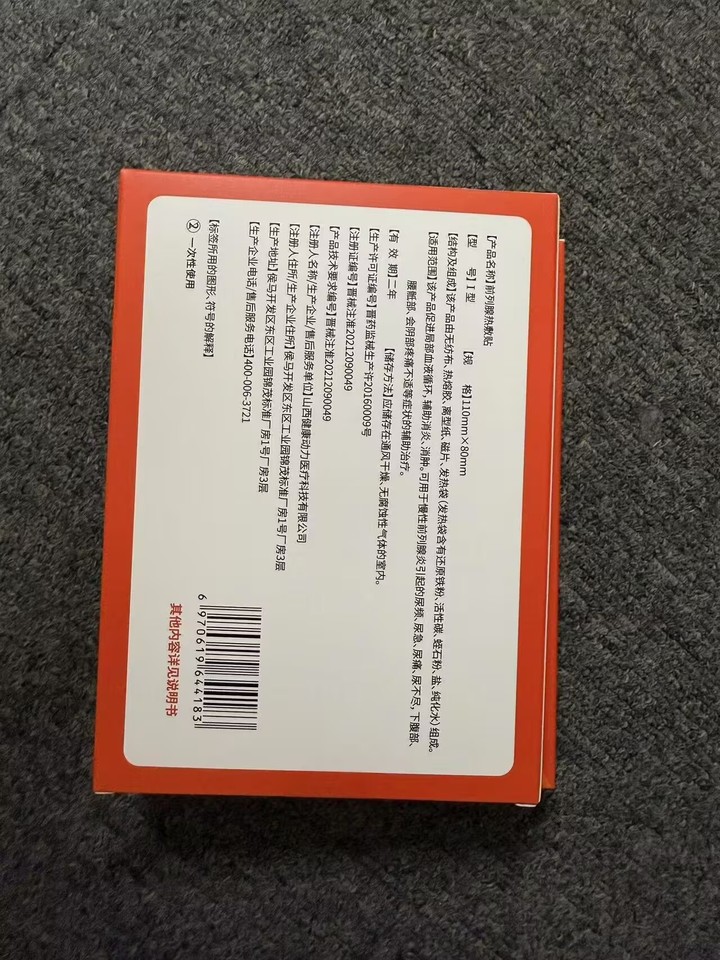 【产品名称】前列腺热敷贴
【型 号】I型 【规 格】110mm×80mm
【结构及组成】该产品由无纺布、热熔胶、离型纸、磁片、发热袋(发热袋含有还原铁粉、活性碳、蛭石粉、盐、纯化水)组成。
【适用范围】该产品促进局部血液循环,辅助消炎、消肿。可用于慢性前列腺炎引起的尿频、尿急、尿痛、尿不尽,下腹部、
腰骶部、会阴部疼痛不适等症状的辅助治疗。
【有 效 期】二年 【储存方法】应储存在通风干燥、无腐蚀性气体的室内。
【生产许可证编号】晋药监械生产许20160009号
【注册证编号】晋械注准20212090049
【产品技术要求编号】晋械注准20212090049
【注册人名称/生产企业/售后服务单位】山西健康动力医疗科技有限公司
【注册人住所/生产企业住所】侯马开发区东区工业园锦茂标准厂房1号厂房3层
【生产地址】侯马开发区东区工业园锦茂标准厂房1号厂房3层
【生产企业电话/售后服务电话】400-006-3721
【标签所用的图形、符号的解释】
② 一次性使用
6 970619 644183
其他内容详见说明书